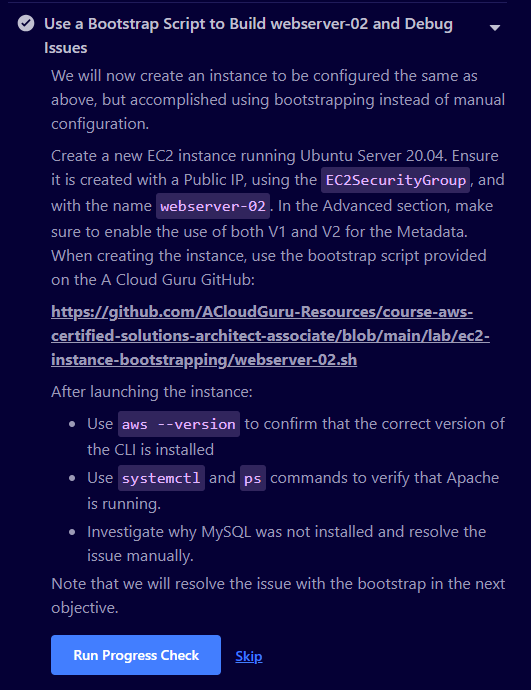 Use a Bootstrap Script to Build webserver-02 and Debug
Issues
We will now create an instance to be configured the same as
above, but accomplished using bootstrapping instead of manual
configuration.
Create a new EC2 instance running Ubuntu Server 20.04. Ensure
it is created with a Public IP, using the EC2SecurityGroup, and
with the name webserver-02. In the Advanced section, make
sure to enable the use of both V1 and V2 for the Metadata.
When creating the instance, use the bootstrap script provided
on the A Cloud Guru GitHub:
https://github.com/ACloudGuru-Resources/course-aws-
certified-solutions-architect-associate/blob/main/lab/ec2-
instance-bootstrapping/webserver-02.sh
After launching the instance:
• Use aws --version to confirm that the correct version of
the CLI is installed
• Use systemctl and ps commands to verify that Apache
is running.
• Investigate why MySQL was not installed and resolve the
issue manually.
Note that we will resolve the issue with the bootstrap in the next
objective.
Run Progress Check Skip